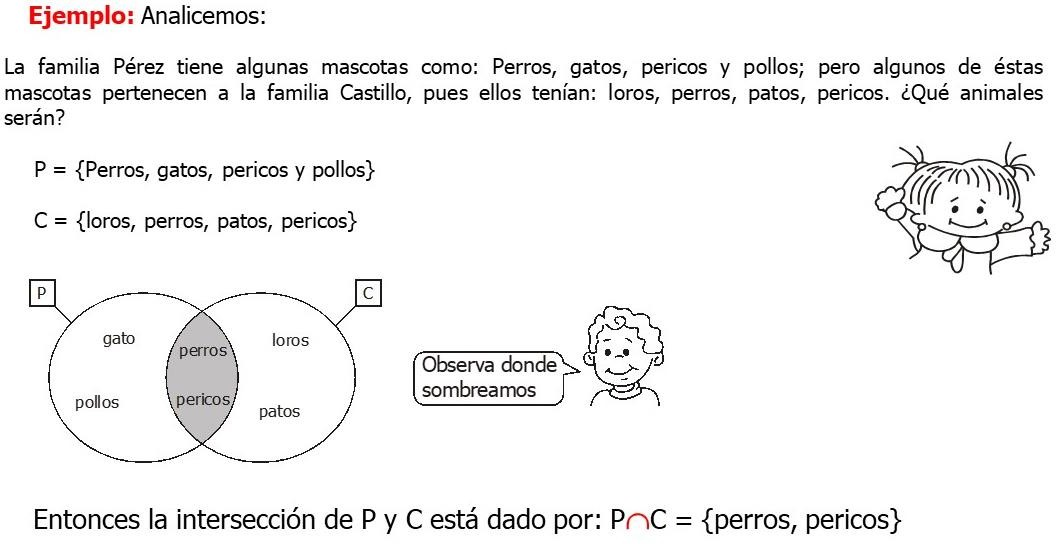 Ejemplo: Analicemos:
La familia Pérez tiene algunas mascotas como: Perros, gatos, pericos y pollos; pero algunos de éstas
mascotas pertenecen a la familia Castillo, pues ellos tenían: loros, perros, patos, pericos. ¿Qué animales
serán?
P = {Perros, gatos, pericos y pollos}
C = {loros, perros, patos, pericos}
P
C
gato
perros
loros
pollos
pericos
patos
Observa donde
sombreamos
Entonces la intersección de P y C está dado por: P∩C = {perros, pericos}